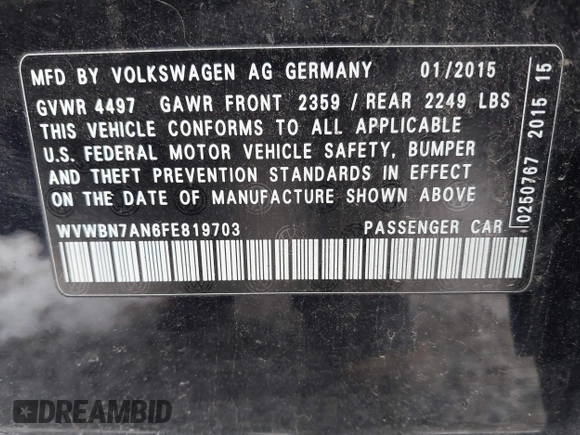 MFD BY VOLKSWAGEN AG GERMANY 01/2015
GVWR 4497 GAWR FRONT 2359 / REAR 2249 LBS
THIS VEHICLE CONFORMS TO ALL APPLICABLE
U.S. FEDERAL MOTOR VEHICLE SAFETY, BUMPER
AND THEFT PREVENTION STANDARDS IN EFFECT
ON THE DATE OF MANUFACTURE SHOWN ABOVE
WVWBN7AN6FE819703 PASSENGER CAR
0250767 2015 15
DREAMBID